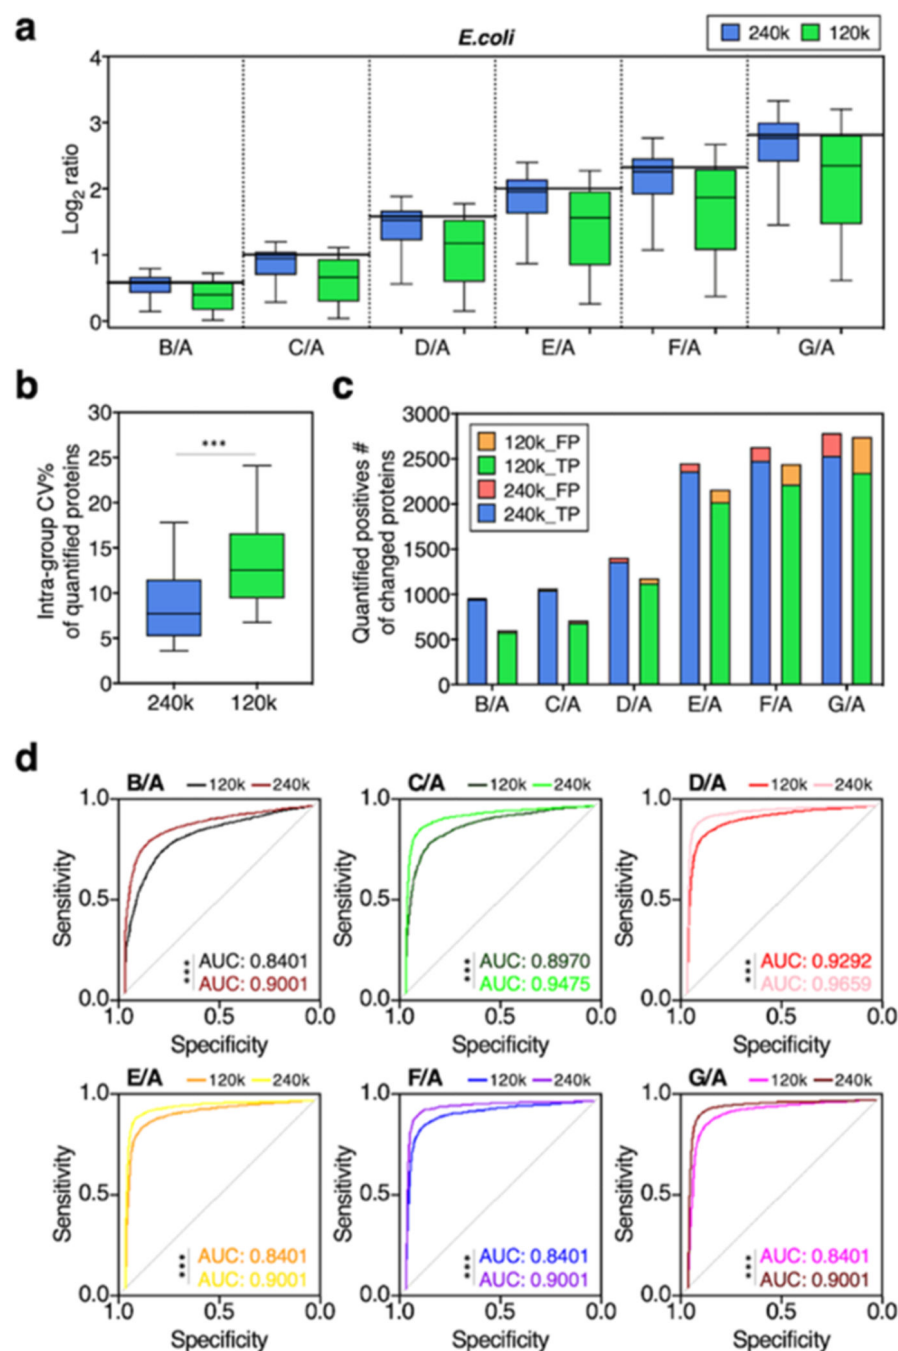 a
E.coli
240k 120k
Log2 ratio
4
3
2
1
0
B/A C/A D/A E/A F/A G/A
b
Intra-group CV%
of quantified proteins
30
25
20
15
10
5
0
***
240k 120k
c
Quantified positives #
of changed proteins
3000
2500
2000
1500
1000
500
0
120k_FP
120k_TP
240k_FP
240k_TP
B/A C/A D/A E/A F/A G/A
d
B/A 120k 240k
Sensitivity
1.0
0.5
0.0
*** AUC: 0.8401
AUC: 0.9001
1.0 0.5 0.0
Specificity
C/A 120k 240k
Sensitivity
1.0
0.5
0.0
*** AUC: 0.8970
AUC: 0.9475
1.0 0.5 0.0
Specificity
D/A 120k 240k
Sensitivity
1.0
0.5
0.0
*** AUC: 0.9292
AUC: 0.9659
1.0 0.5 0.0
Specificity
E/A 120k 240k
Sensitivity
1.0
0.5
0.0
*** AUC: 0.8401
AUC: 0.9001
1.0 0.5 0.0
Specificity
F/A 120k 240k
Sensitivity
1.0
0.5
0.0
*** AUC: 0.8401
AUC: 0.9001
1.0 0.5 0.0
Specificity
G/A 120k 240k
Sensitivity
1.0
0.5
0.0
*** AUC: 0.8401
AUC: 0.9001
1.0 0.5 0.0
Specificity